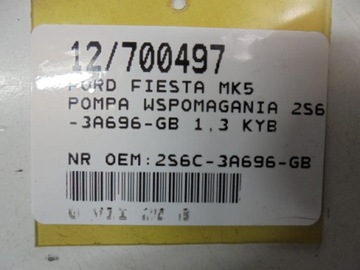 12/700497
FORD FIESTA MK5
POMPA WSPOMAGANIA 2S6
-3A696-GB 1,3 KYB
NR OEM:2S6C-3A696-GB